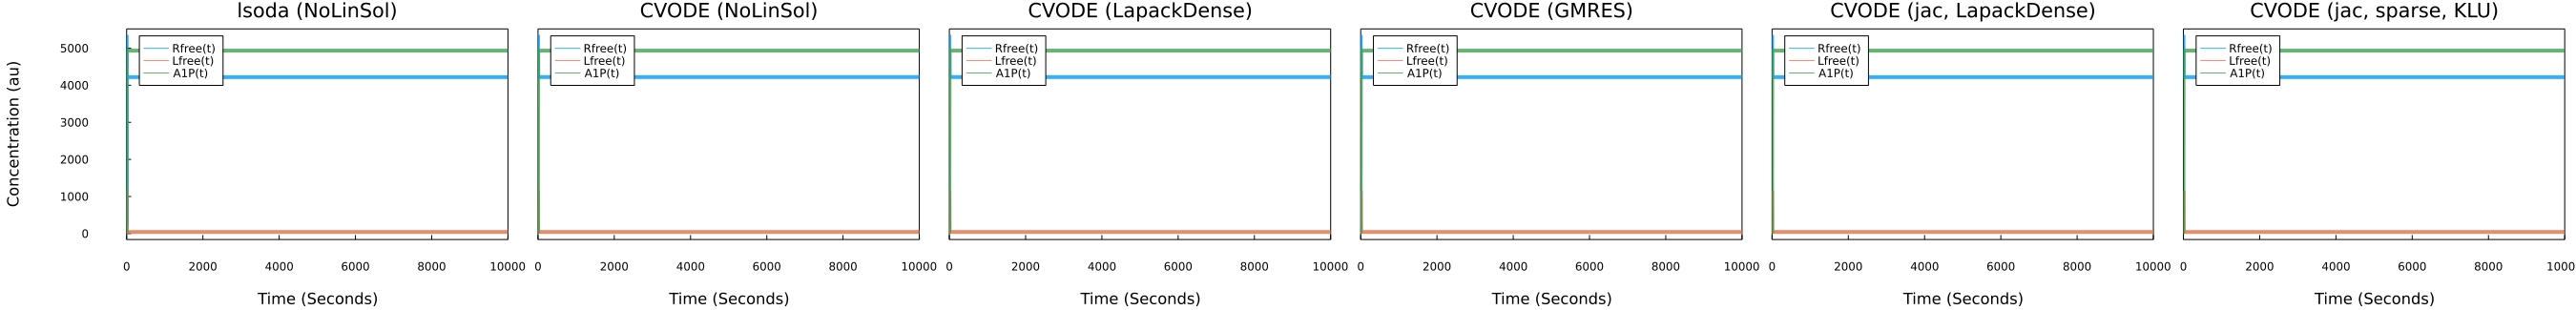 lsoda (NoLinSol) CVODE (NoLinSol) CVODE (LapackDense) CVODE (GMRES) CVODE (jac, LapackDense) CVODE (jac, sparse, KLU)
Concentration (au)
5000
4000
3000
2000
1000
0
Rfree(t)
Lfree(t)
A1P(t)
Rfree(t)
Lfree(t)
A1P(t)
Rfree(t)
Lfree(t)
A1P(t)
Rfree(t)
Lfree(t)
A1P(t)
Rfree(t)
Lfree(t)
A1P(t)
Rfree(t)
Lfree(t)
A1P(t)
0 2000 4000 6000 8000 10000 0 2000 4000 6000 8000 10000 0 2000 4000 6000 8000 10000 0 2000 4000 6000 8000 10000 0 2000 4000 6000 8000 10000 0 2000 4000 6000 8000 1000
Time (Seconds) Time (Seconds) Time (Seconds) Time (Seconds) Time (Seconds) Time (Seconds)